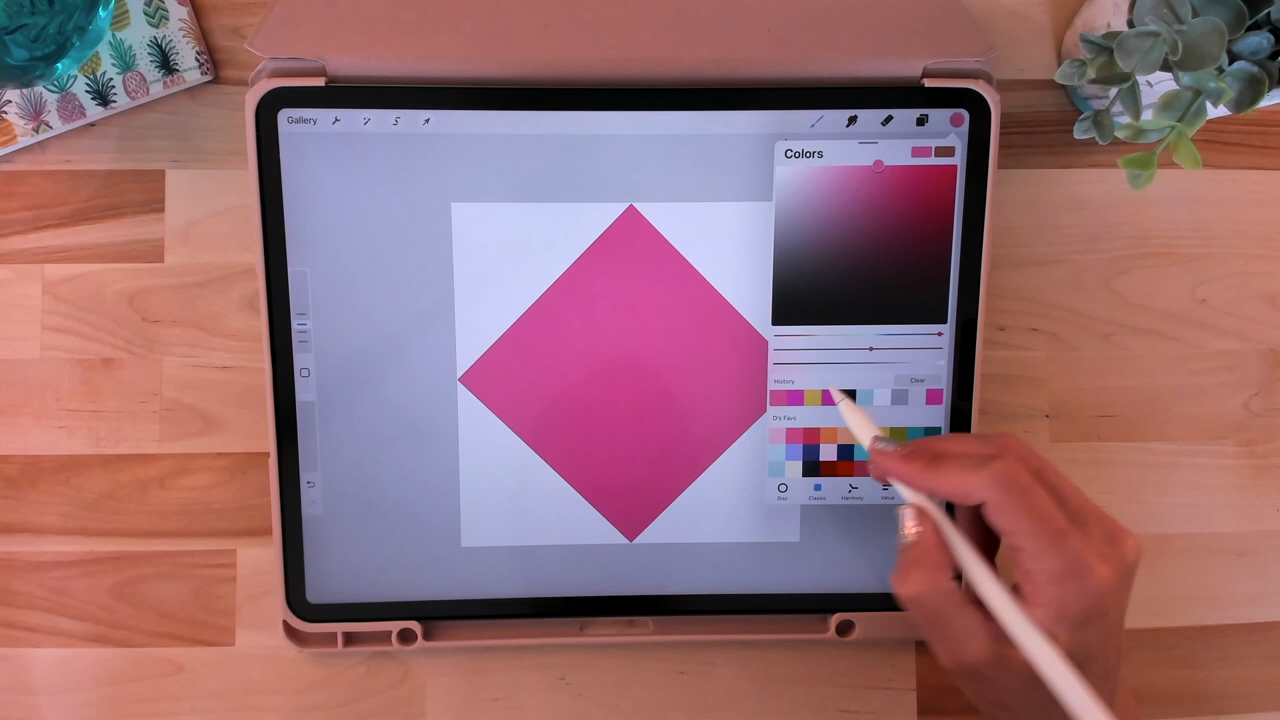 Gallery
Colors
History
Clear
D's Favs
Disc
Classic
Harmony
Value